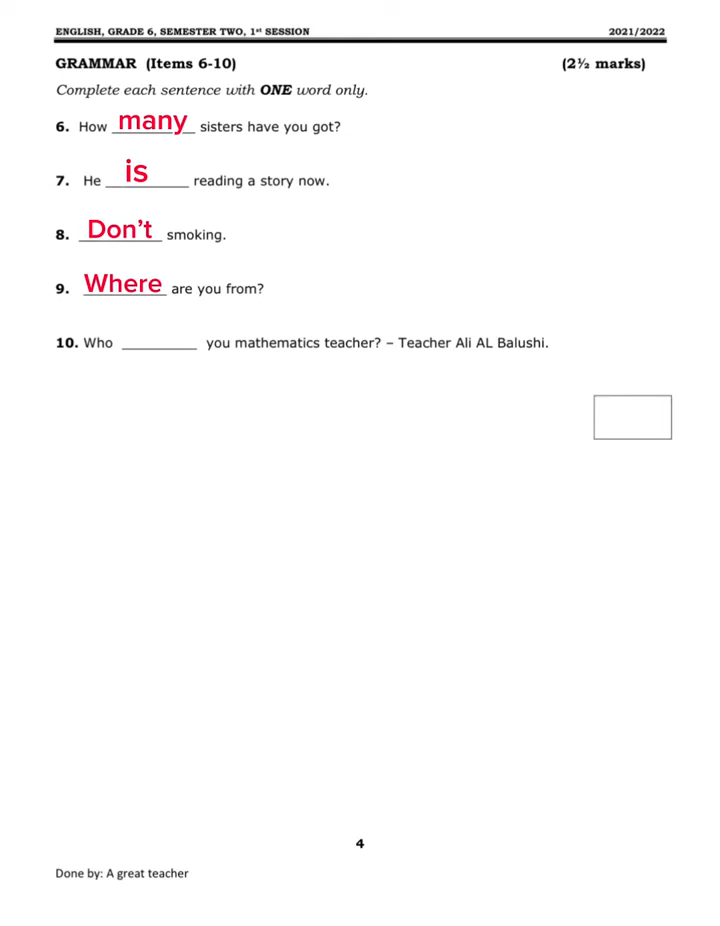 ENGLISH, GRADE 6, SEMESTER TWO, 1st SESSION 2021/2022
GRAMMAR (Items 6-10) (2½ marks)
Complete each sentence with ONE word only.
6. How many sisters have you got?
7. He is reading a story now.
8. Don't smoking.
9. Where are you from?
10. Who __________ you mathematics teacher? – Teacher Ali AL Balushi.
4
Done by: A great teacher